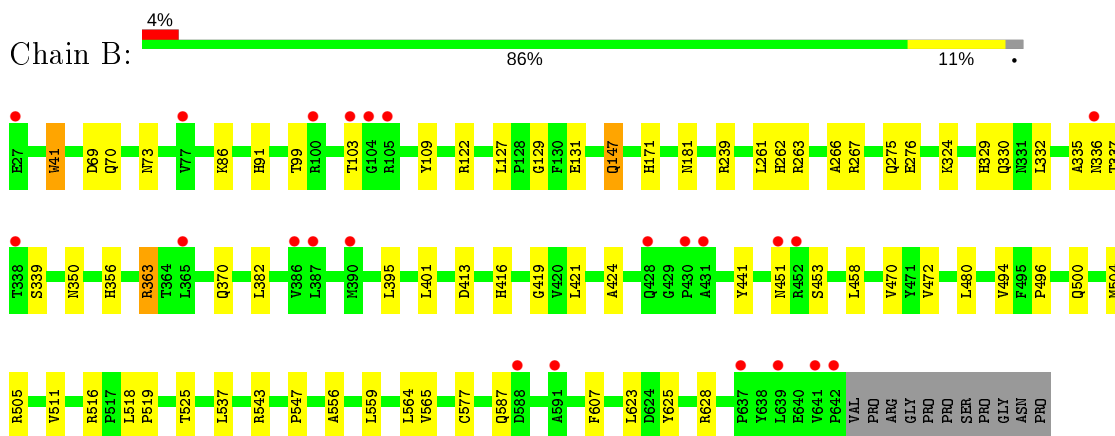 4%
Chain B:
86% 11% •
E27 W41 D69 Q70 N73 V77 K86 H91 T99 R100 T103 G104 R105 Y109 R122 L127 P128 G129 F130 E131 Q147 H171 N181 R239 L261 H262 R263 A266 R267 Q275 E276 K324 H329 Q330 N331 L332 A335 N336 T337
T338 S339 N350 H356 R363 T364 L365 Q370 L382 V386 L387 M390 L395 L401 D413 H416 G419 V420 L421 A424 Q428 G429 P430 A431 Y441 N451 R452 S453 L458 V470 Y471 V472 L480 V494 F495 P496 Q500 M504
R505 V511 R516 P517 L518 P519 T525 L537 R543 P547 A556 L559 L564 V565 C577 Q587 D588 A591 F607 L623 D624 Y625 R628 P637 Y638 L639 E640 V641 P642 VAL PRO ARG GLY PRO PRO SER PRO GLY ASN PRO